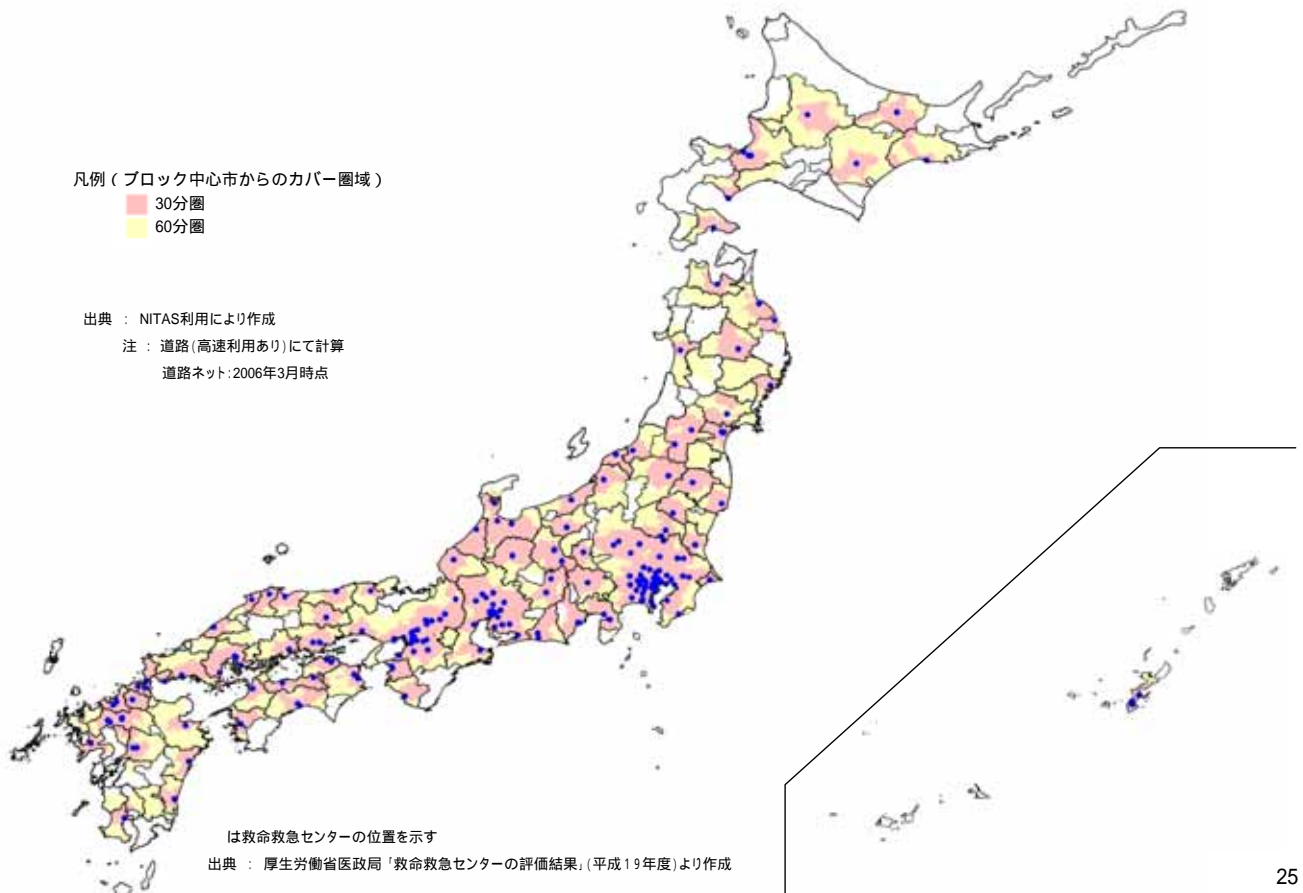 凡例（ブロック中心市からのカバー圏域）
30分圏
60分圏
出典 ： NITAS利用により作成
注 ： 道路(高速利用あり)にて計算
道路ネット:2006年3月時点
は救命救急センターの位置を示す
出典 ： 厚生労働省医政局「救命救急センターの評価結果」(平成19年度)より作成
25